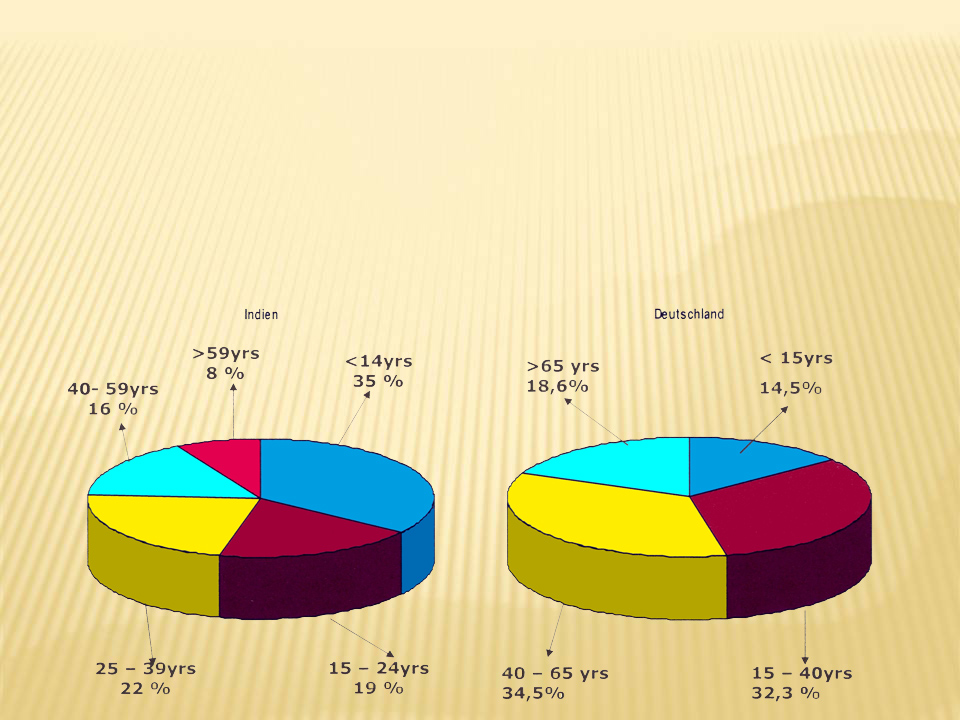 Indien
>59yrs
8 %
<14yrs
35 %
40- 59yrs
16 %
25 – 39yrs
22 %
15 – 24yrs
19 %
Deutschland
>65 yrs
18,6%
< 15yrs
14,5%
40 – 65 yrs
34,5%
15 – 40yrs
32,3 %